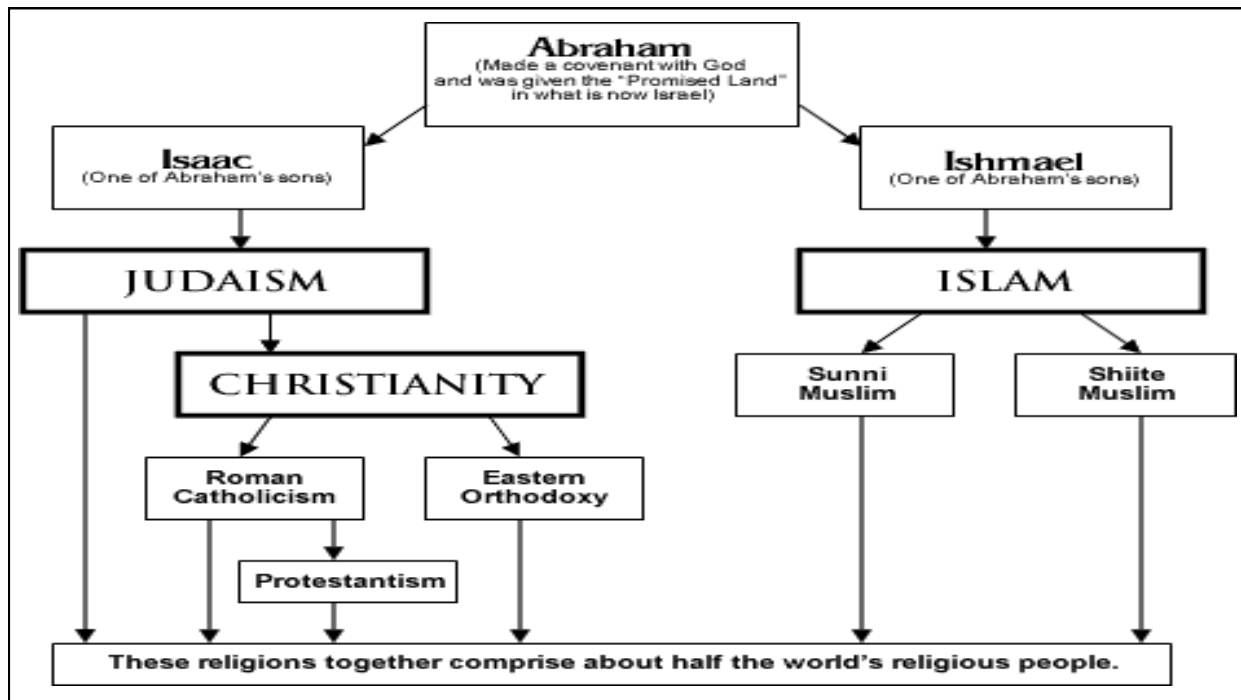 Abraham
(Made a covenant with God
and was given the “Promised Land”
in what is now Israel)
Isaac
(One of Abraham’s sons)
Ishmael
(One of Abraham’s sons)
JUDAISM
ISLAM
CHRISTIANITY
Sunni
Muslim
Shiite
Muslim
Roman
Catholicism
Eastern
Orthodoxy
Protestantism
These religions together comprise about half the world’s religious people.